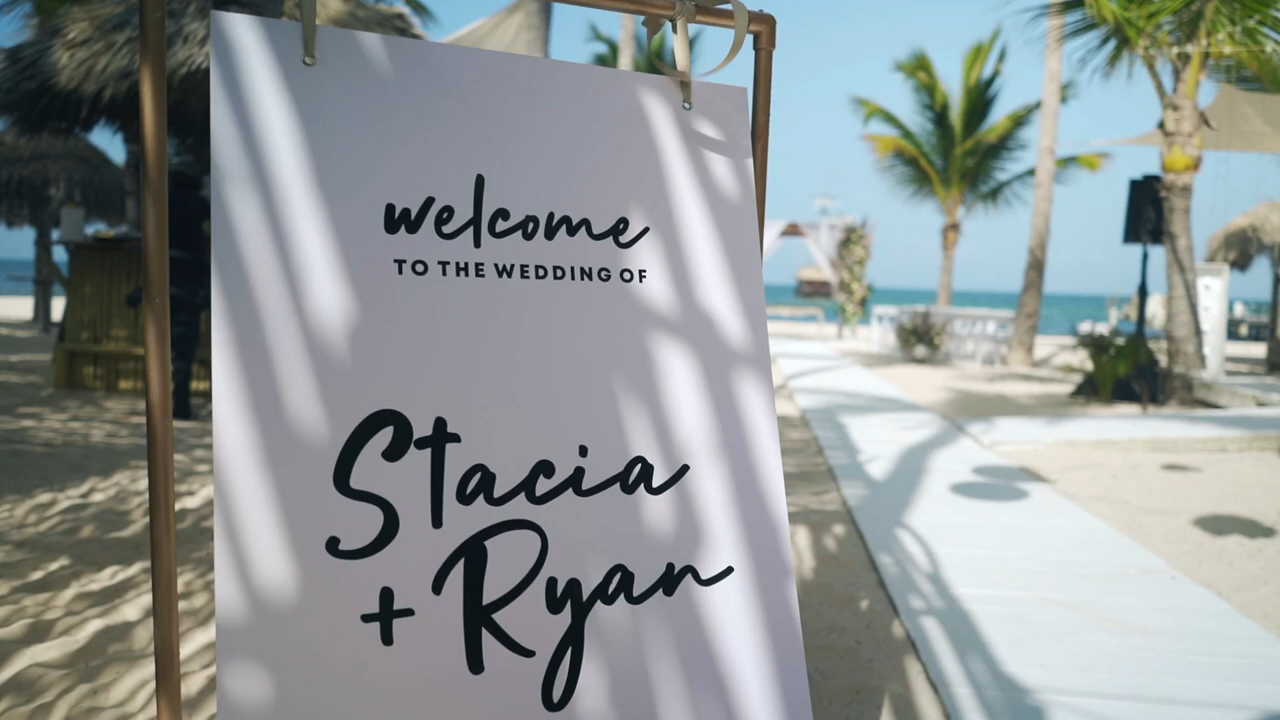 welcome
TO THE WEDDING OF
Stacia
+ Ryan